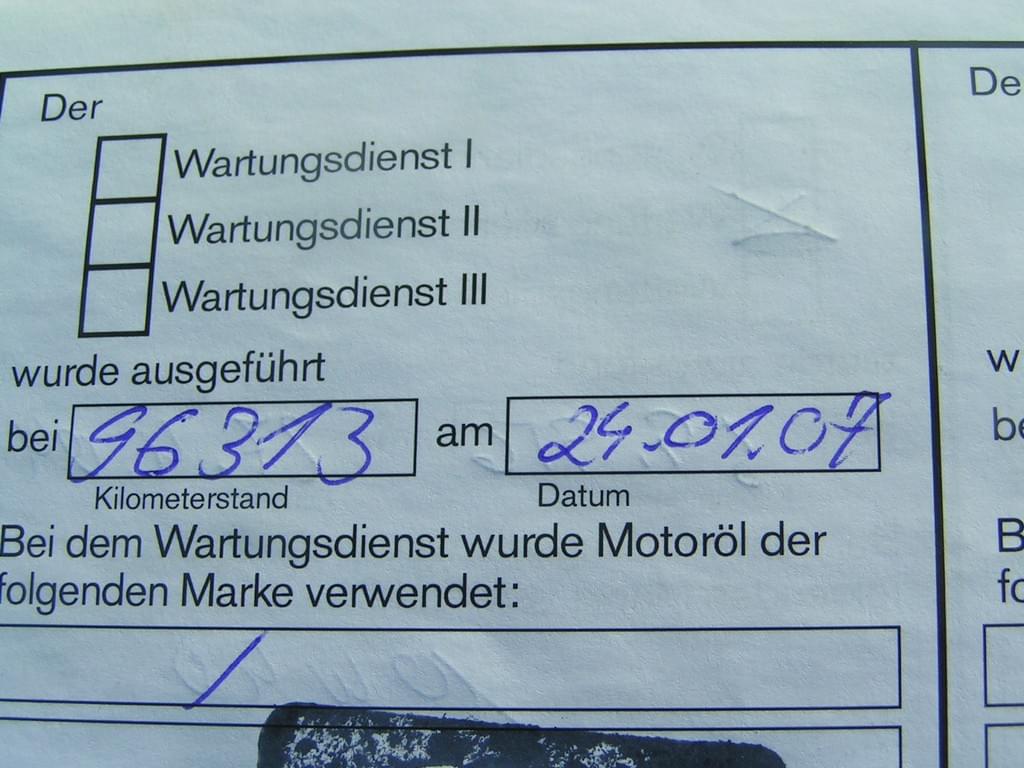 Der
Wartungsdienst I
Wartungsdienst II
Wartungsdienst III
wurde ausgeführt
bei 96313 am 24.01.07
Kilometerstand Datum
Bei dem Wartungsdienst wurde Motoröl der
folgenden Marke verwendet:
/
De
w
be
B
fo